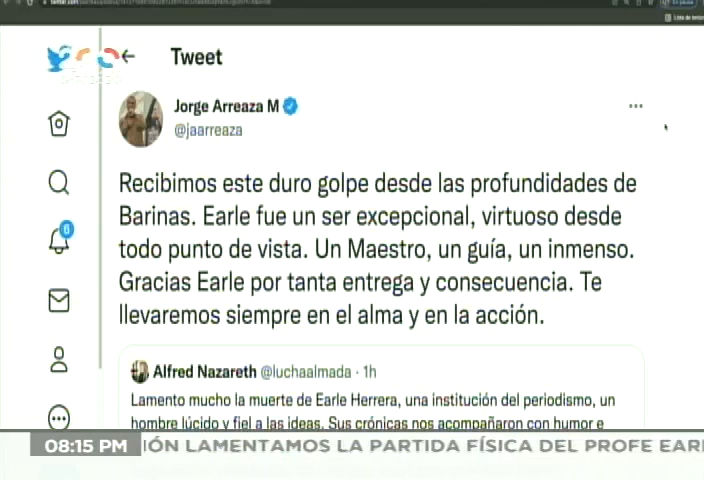 Tweet
Jorge Arreaza M
@jaarreaza
Recibimos este duro golpe desde las profundidades de
Barinas. Earle fue un ser excepcional, virtuoso desde
todo punto de vista. Un Maestro, un guía, un inmenso.
Gracias Earle por tanta entrega y consecuencia. Te
llevaremos siempre en el alma y en la acción.
6
Alfred Nazareth @luchaalmada · 1h
Lamento mucho la muerte de Earle Herrera, una institución del periodismo, un
hombre lúcido y fiel a las ideas. Sus crónicas nos acompañaron con humor e
08:15 PM IÓN LAMENTAMOS LA PARTIDA FÍSICA DEL PROFE EAR